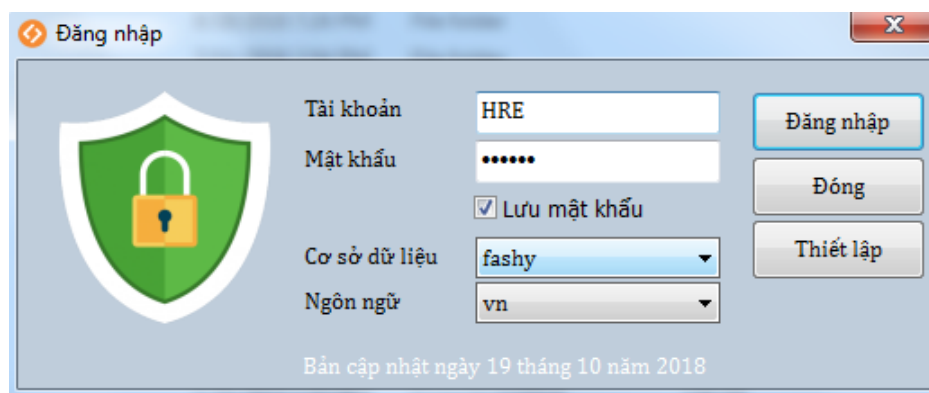 Đăng nhập
Tài khoản HRE Đăng nhập
Mật khẩu ••••••
Đóng
Lưu mật khẩu
Cơ sở dữ liệu fashy Thiết lập
Ngôn ngữ vn
Bản cập nhật ngày 19 tháng 10 năm 2018